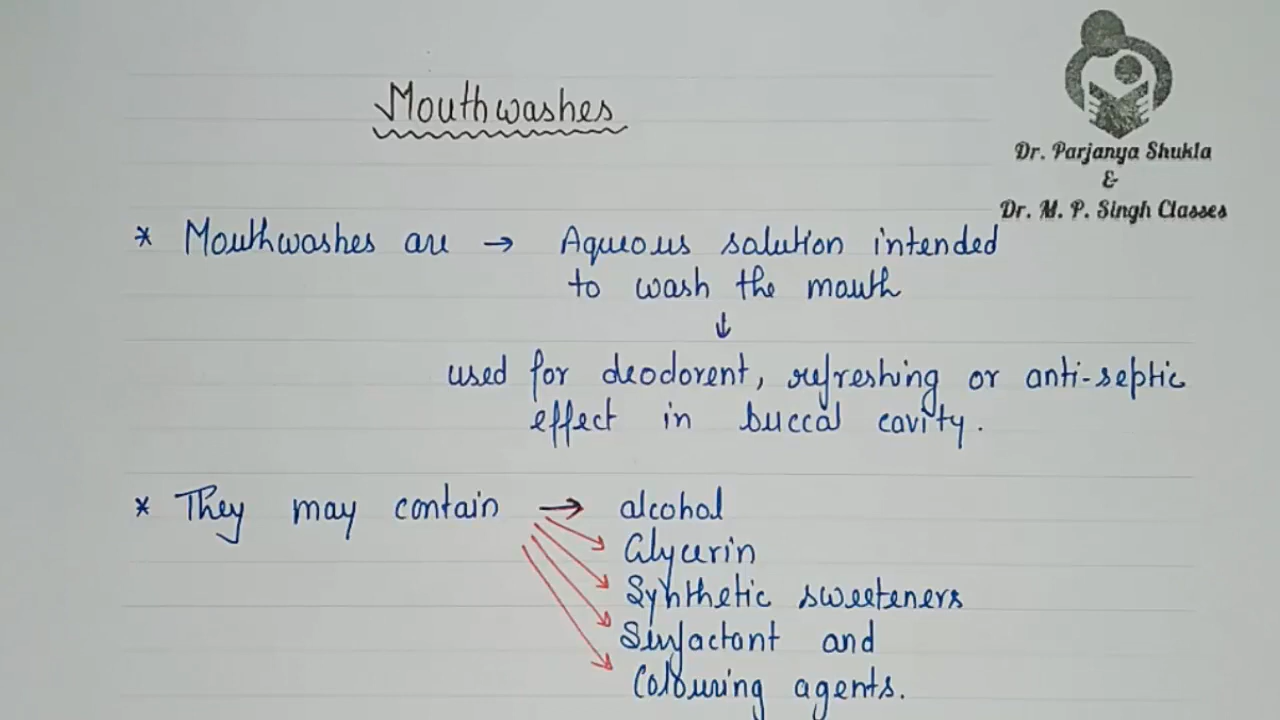 Mouthwashes
Dr. Parjanya Shukla
&
Dr. M. P. Singh Classes
* Mouthwashes are → Aqueous solution intended
to wash the mouth
↓
used for deodorent, refreshing or anti-septic
effect in buccal cavity.
* They may contain → alcohol
Glycerin
Synthetic sweeteners
Surfactant and
Colouring agents.